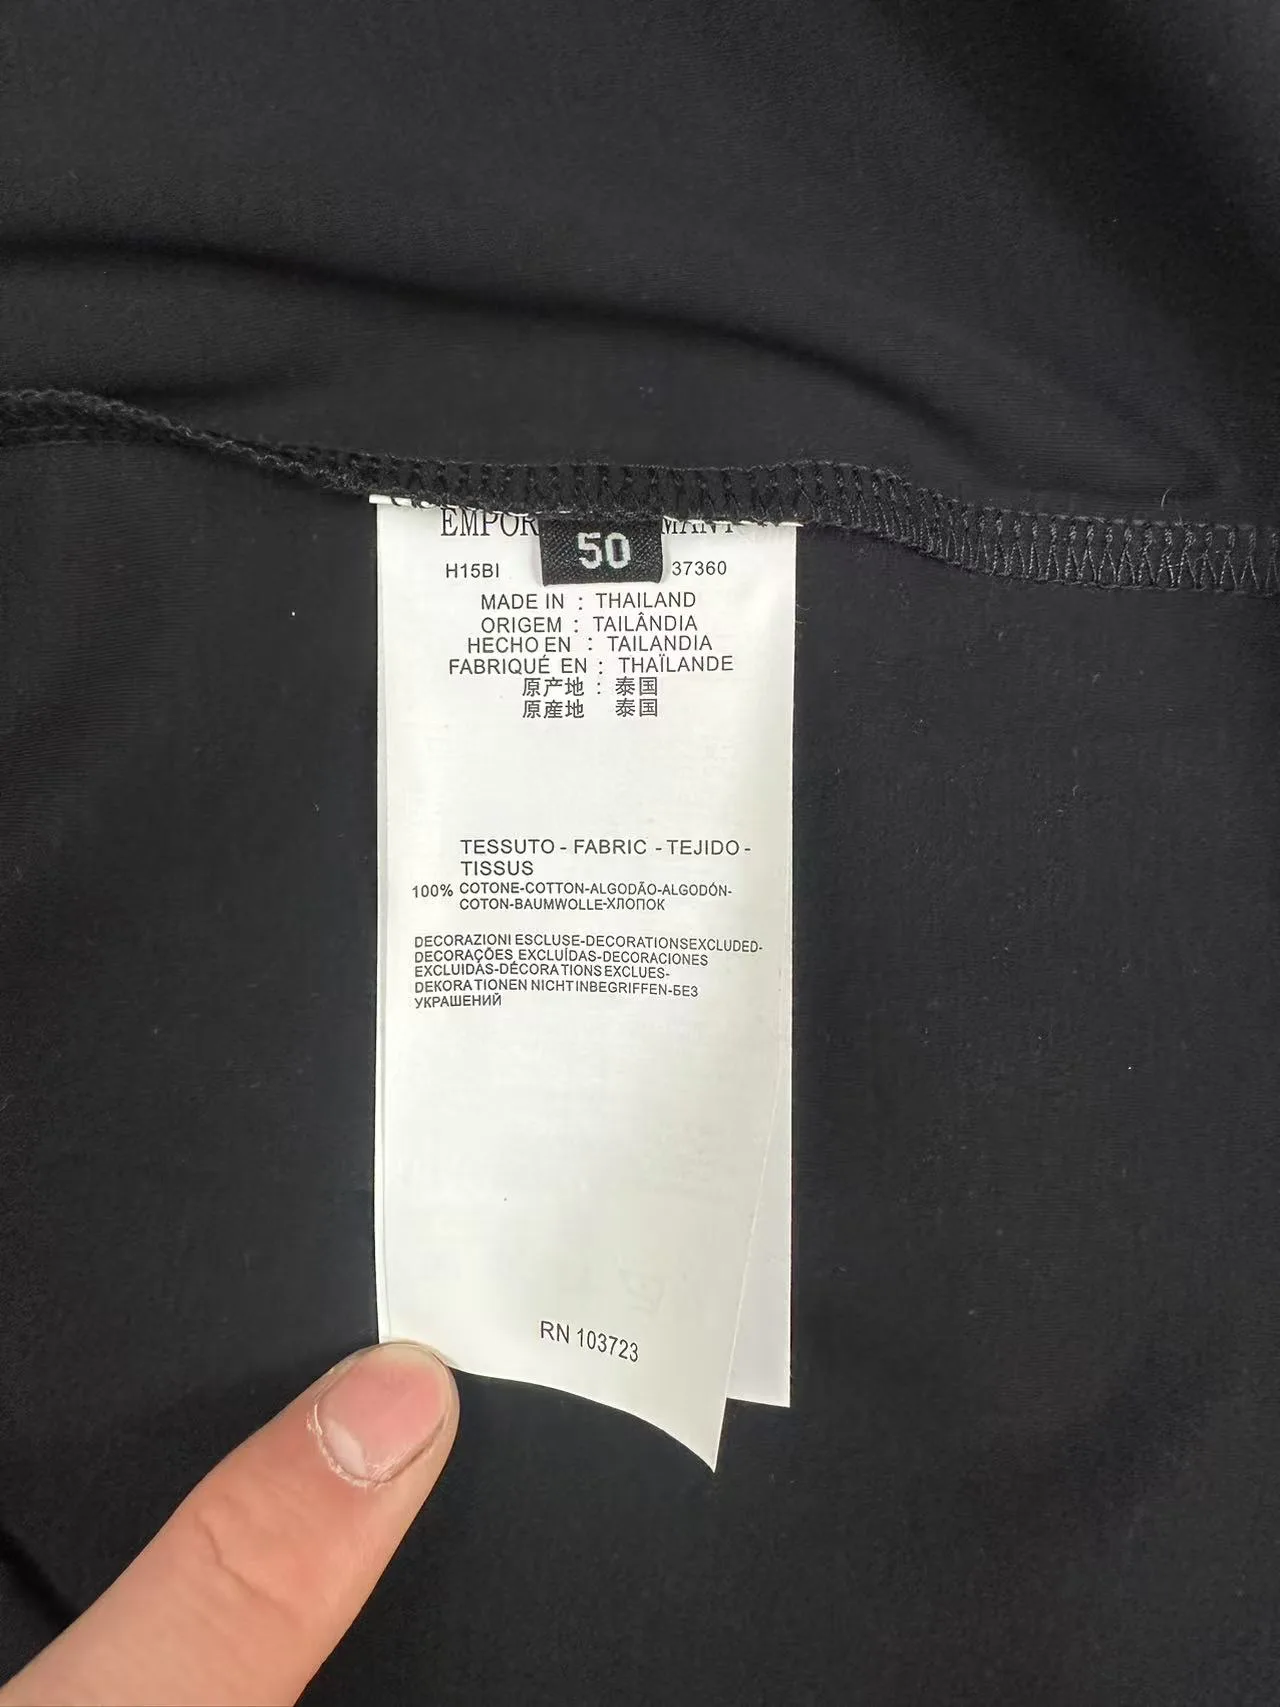 EMPOR
50
H15BI 37360
MADE IN : THAILAND
ORIGEM : TAILÂNDIA
HECHO EN : TAILANDIA
FABRIQUÉ EN : THAÏLANDE
原产地 : 泰国
原産地 泰国
TESSUTO - FABRIC - TEJIDO -
TISSUS
100% COTONE-COTTON-ALGODÃO-ALGODÓN-
COTON-BAUMWOLLE-ХЛОПОК
DECORAZIONI ESCLUSE-DECORATIONSEXCLUDED-
DECORAÇÕES EXCLUÍDAS-DECORACIONES
EXCLUIDAS-DÉCORATIONS EXCLUES-
DEKORATIONEN NICHTINBEGRIFFEN-БЕЗ
УКРАШЕНИЙ
RN 103723